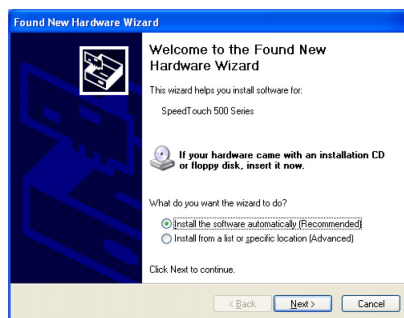 Found New Hardware Wizard
Welcome to the Found New
Hardware Wizard
This wizard helps you install software for:
SpeedTouch 500 Series
If your hardware came with an installation CD
or floppy disk, insert it now.
What do you want the wizard to do?
Install the software automatically (Recommended)
Install from a list or specific location (Advanced)
Click Next to continue.
< Back
Next >
Cancel